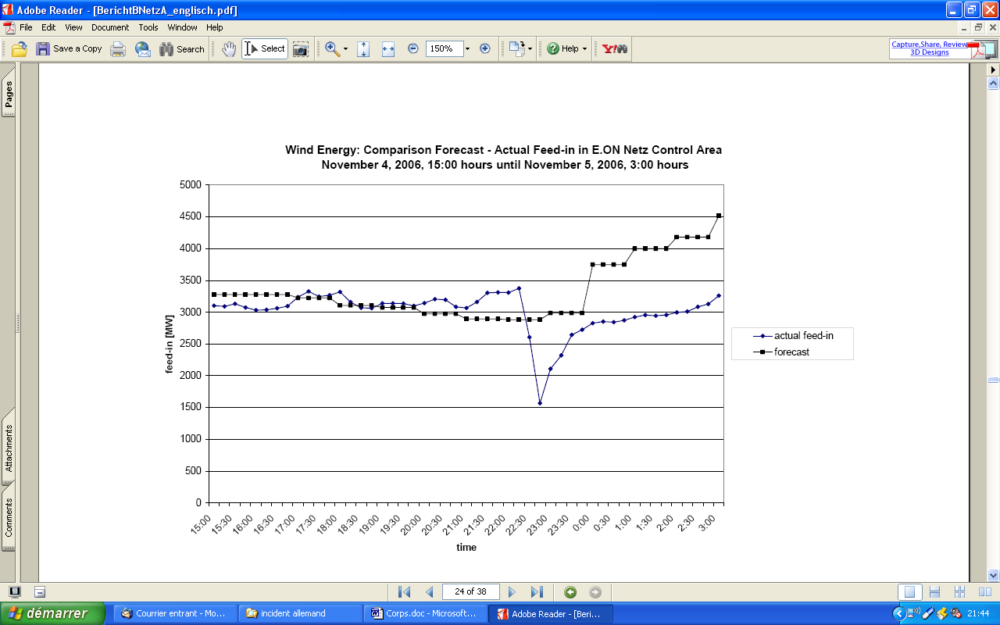 Adobe Reader - [BerichtBNetzA_englisch.pdf]
File Edit View Document Tools Window Help
Save a Copy Search Select 150% Help Y! Capture, Share, Review
3D Designs
Pages
Attachments
Comments
Wind Energy: Comparison Forecast - Actual Feed-in in E.ON Netz Control Area
November 4, 2006, 15:00 hours until November 5, 2006, 3:00 hours
5000
4500
4000
3500
3000
2500
2000
1500
1000
500
0
feed-in [MW]
actual feed-in
forecast
15:00 15:30 16:00 16:30 17:00 17:30 18:00 18:30 19:00 19:30 20:00 20:30 21:00 21:30 22:00 22:30 23:00 23:30 0:00 0:30 1:00 1:30 2:00 2:30 3:00
time
24 of 38
démarrer Courrier entrant - Mo... incident allemand Corps.doc - Microsoft... Adobe Reader - [Beri... 21:44